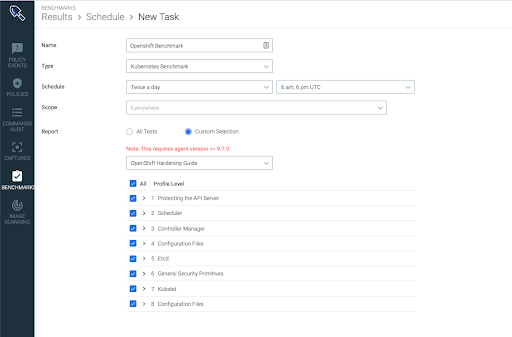 BENCHMARKS
Results > Schedule > New Task
Name
Openshift Benchmark
Type
Kubernetes Benchmark
Schedule
Twice a day
6 am, 6 pm UTC
Scope
Everywhere
Report
All Tests
Custom Selection
Note: This requires agent version >= 9.7.0
OpenShift Hardening Guide
All
Profile Level
1 Protecting the API Server
2 Scheduler
3 Controller Manager
4 Configuration Files
5 Etcd
6 General Security Primitives
7 Kubelet
8 Configuration Files
POLICY
EVENTS
POLICIES
COMMANDS
AUDIT
CAPTURES
BENCHMARKS
IMAGE
SCANNING